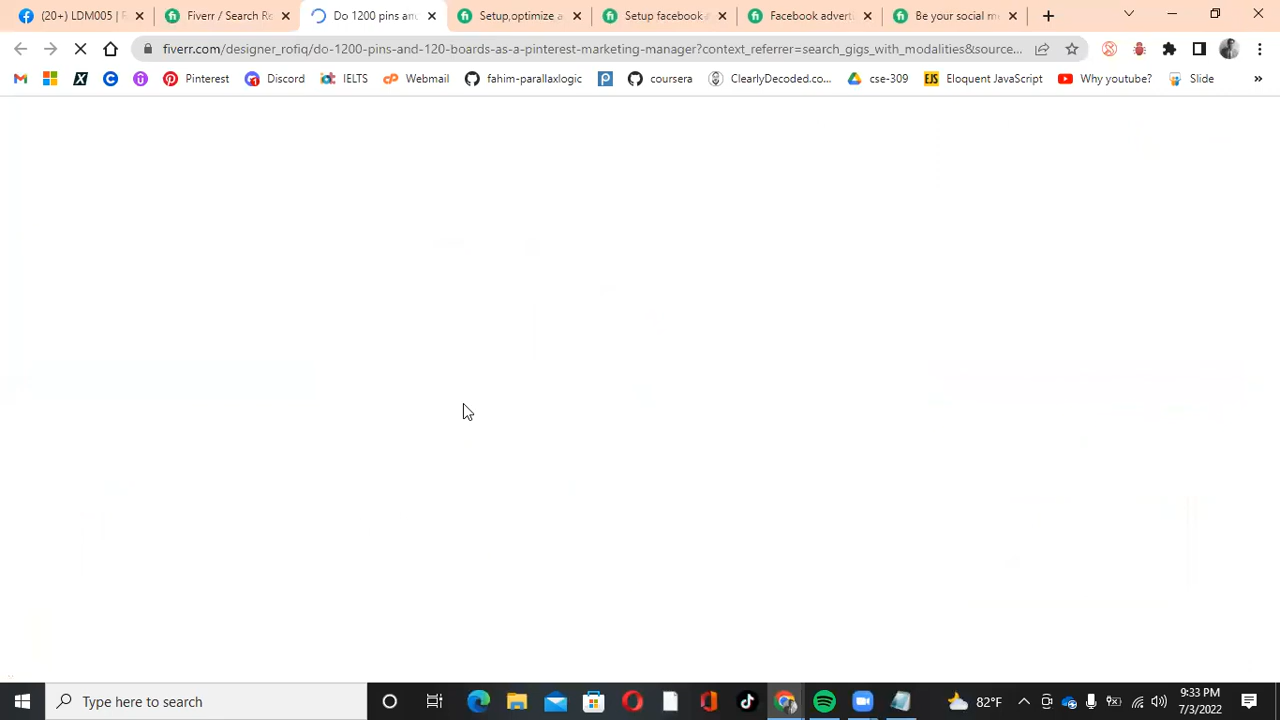 (20+) LDM005 | F
Fiverr / Search R
Do 1200 pins an
Setup,optimize a
Setup facebook
Facebook advert
Be your social m
fiverr.com/designer_rofiq/do-1200-pins-and-120-boards-as-a-pinterest-marketing-manager?context_referrer=search_gigs_with_modalities&source...
Pinterest
Discord
IELTS
Webmail
fahim-parallaxlogic
coursera
ClearlyDecoded.co...
cse-309
EJS
Eloquent JavaScript
Why youtube?
Slide
»
Type here to search
82°F
9:33 PM
7/3/2022